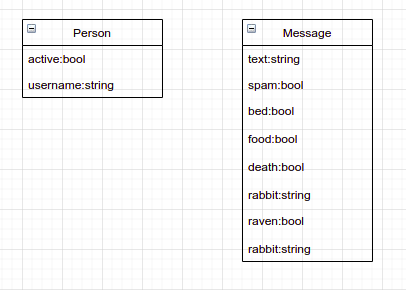 Person
active:bool
username:string
Message
text:string
spam:bool
bed:bool
food:bool
death:bool
rabbit:string
raven:bool
rabbit:string